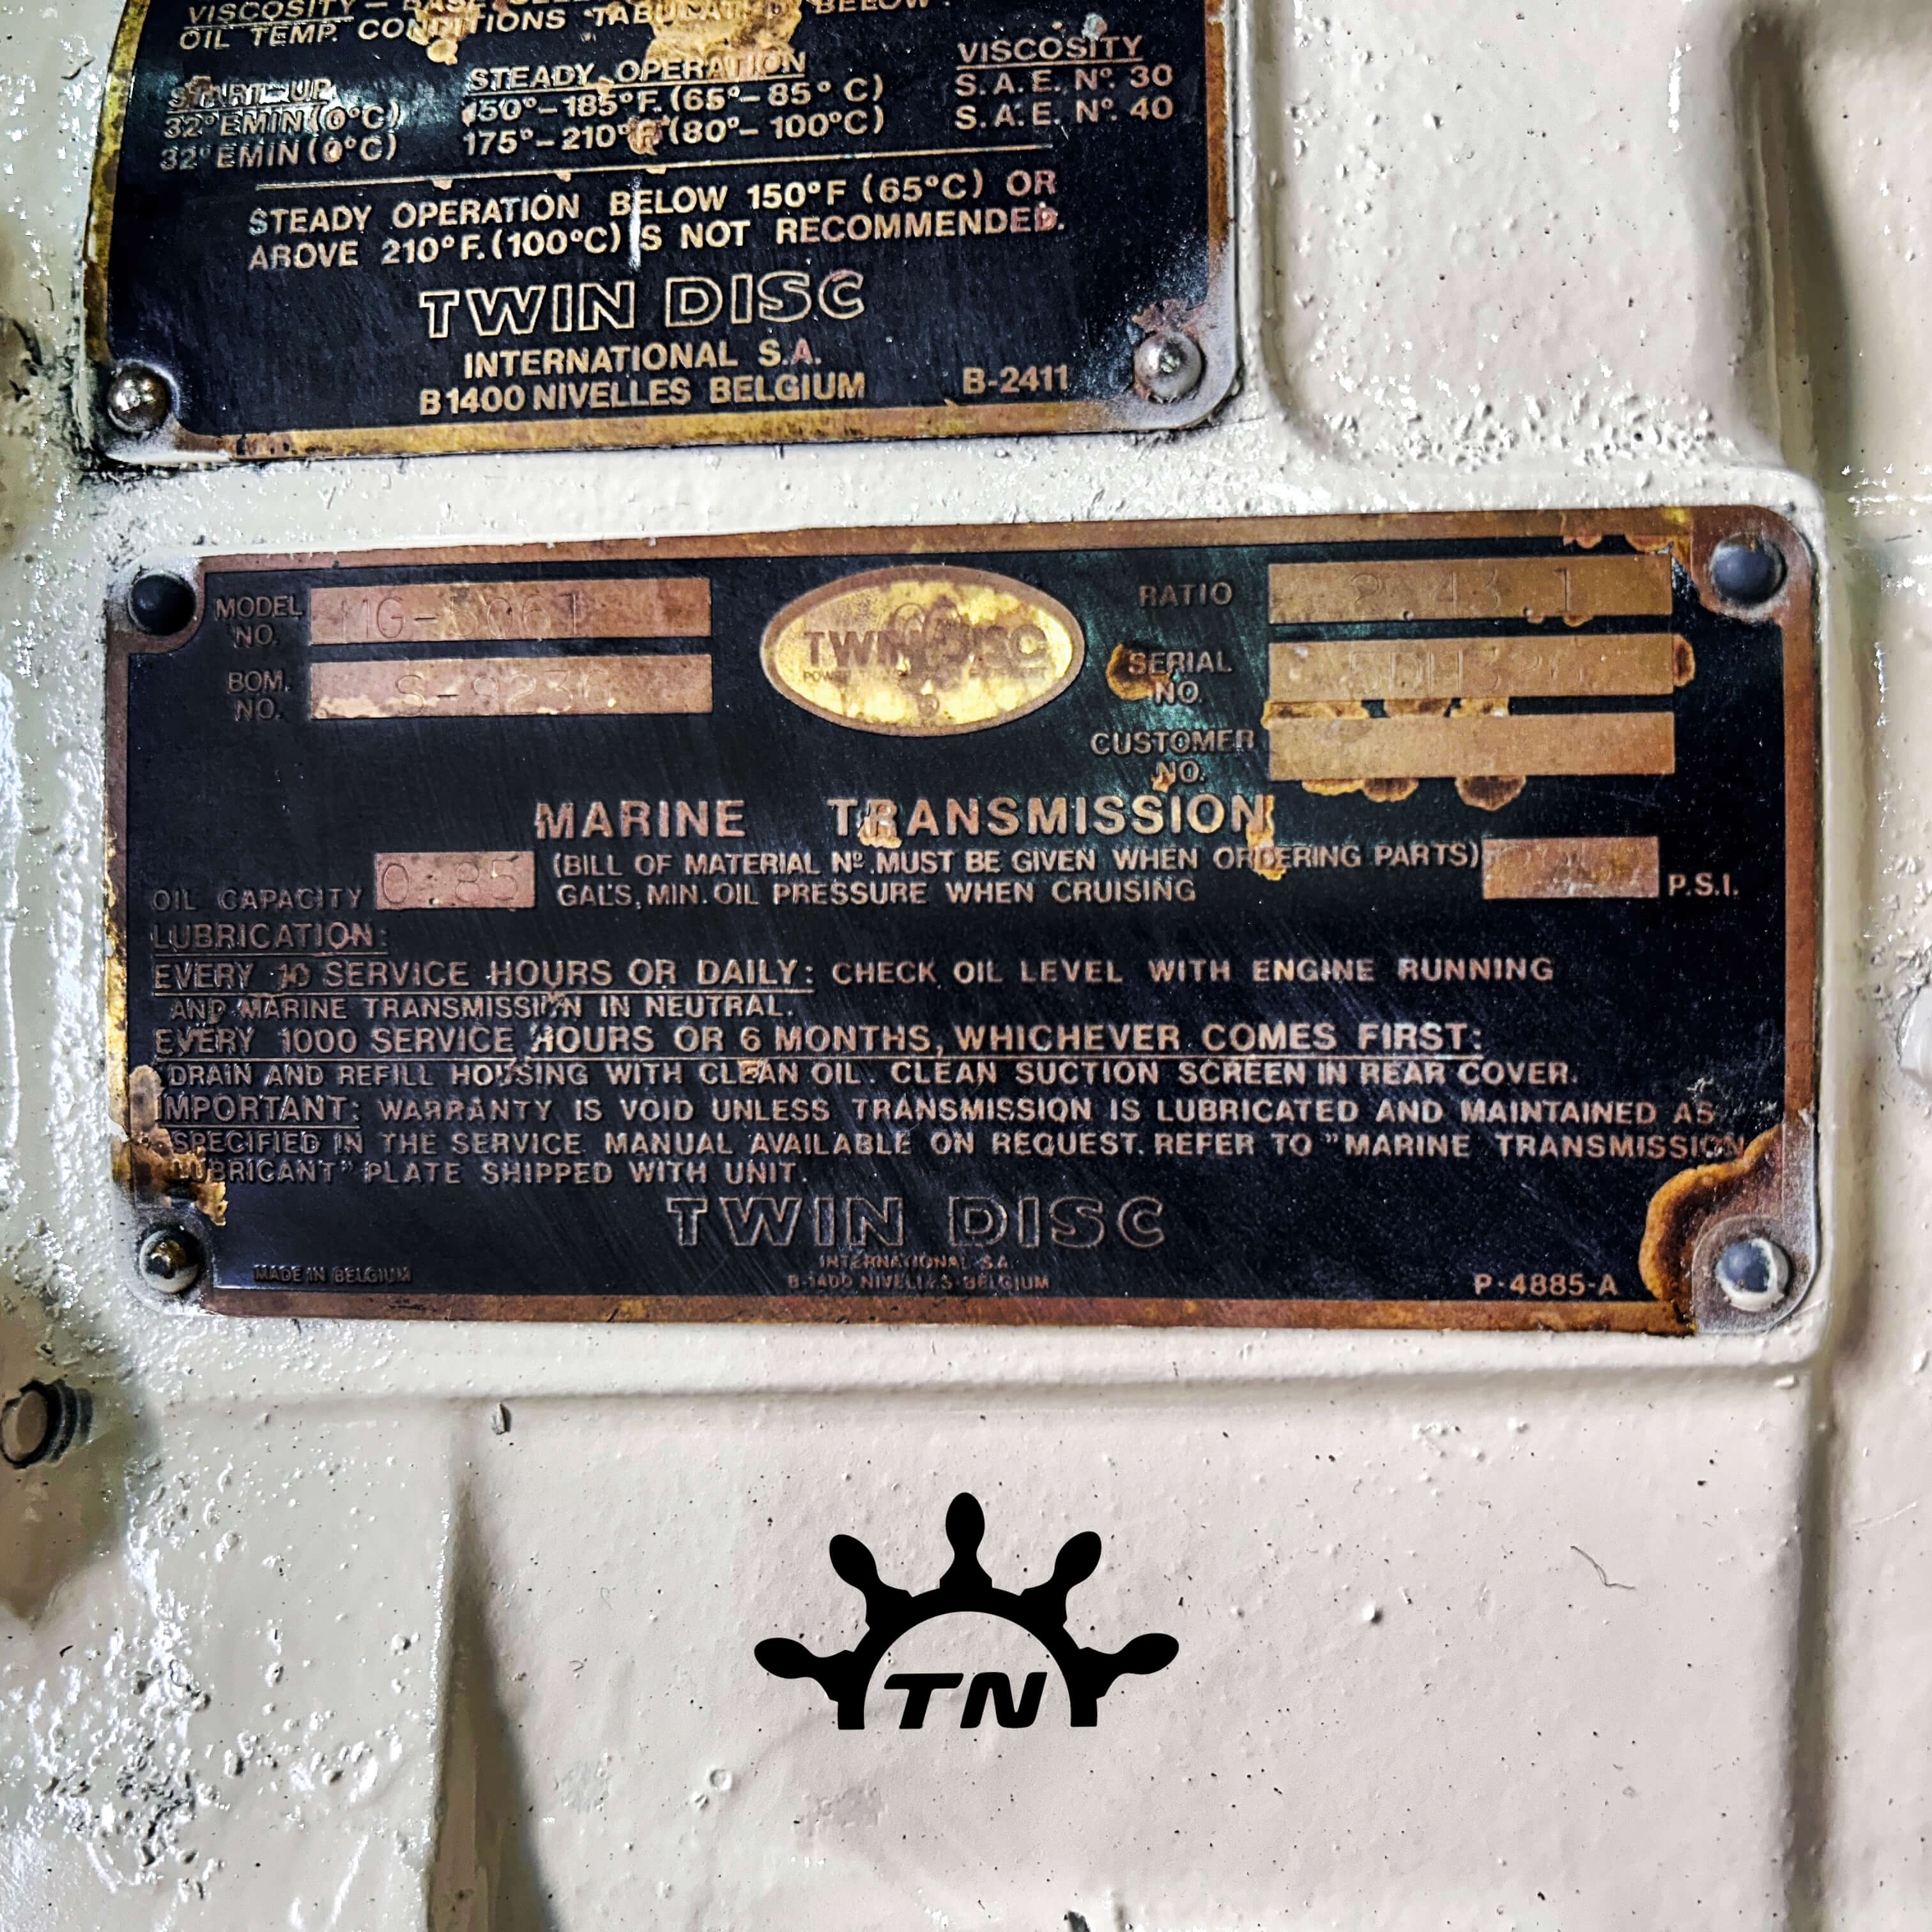 VISCOSITY –
OIL TEMP. CONDITIONS TABULATED BELOW
START UP STEADY OPERATION VISCOSITY
32°F.MIN (0°C) 150°–185°F. (65°–85°C) S.A.E. Nº. 30
32°F.MIN (0°C) 175°–210°F. (80°–100°C) S.A.E. Nº. 40
STEADY OPERATION BELOW 150°F (65°C) OR
ABOVE 210°F. (100°C) IS NOT RECOMMENDED.
TWIN DISC
INTERNATIONAL S.A.
B1400 NIVELLES BELGIUM B-2411
MODEL NO.
TWIN DISC
RATIO
BOM. NO.
SERIAL NO.
CUSTOMER NO.
MARINE TRANSMISSION
(BILL OF MATERIAL Nº MUST BE GIVEN WHEN ORDERING PARTS)
OIL CAPACITY 0.85 GALS, MIN. OIL PRESSURE WHEN CRUISING P.S.I.
LUBRICATION:
EVERY 10 SERVICE HOURS OR DAILY: CHECK OIL LEVEL WITH ENGINE RUNNING
AND MARINE TRANSMISSION IN NEUTRAL.
EVERY 1000 SERVICE HOURS OR 6 MONTHS, WHICHEVER COMES FIRST:
DRAIN AND REFILL HOUSING WITH CLEAN OIL. CLEAN SUCTION SCREEN IN REAR COVER.
IMPORTANT: WARRANTY IS VOID UNLESS TRANSMISSION IS LUBRICATED AND MAINTAINED AS
SPECIFIED IN THE SERVICE MANUAL AVAILABLE ON REQUEST. REFER TO "MARINE TRANSMISSION
LUBRICANT" PLATE SHIPPED WITH UNIT.
TWIN DISC
INTERNATIONAL S.A.
B-1400 NIVELLES-BELGIUM
MADE IN BELGIUM
P-4885-A
TN